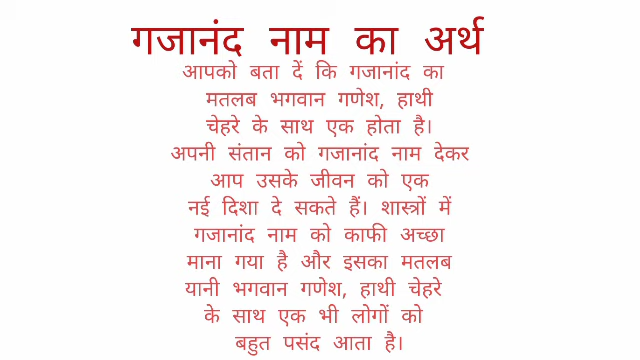 गजानंद नाम का अर्थ
आपको बता दें कि गजानांद का
मतलब भगवान गणेश, हाथी
चेहरे के साथ एक होता है।
अपनी संतान को गजानांद नाम देकर
आप उसके जीवन को एक
नई दिशा दे सकते हैं। शास्त्रों में
गजानांद नाम को काफी अच्छा
माना गया है और इसका मतलब
यानी भगवान गणेश, हाथी चेहरे
के साथ एक भी लोगों को
बहुत पसंद आता है।